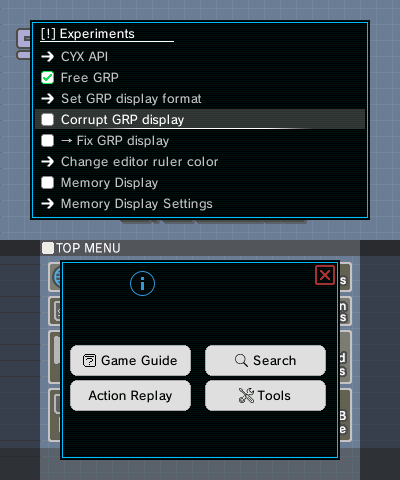 [!] Experiments
CYX API
Free GRP
Set GRP display format
Corrupt GRP display
→ Fix GRP display
Change editor ruler color
Memory Display
Memory Display Settings
TOP MENU
s
n
s
Game Guide
Search
d
s
Action Replay
Tools
B
e